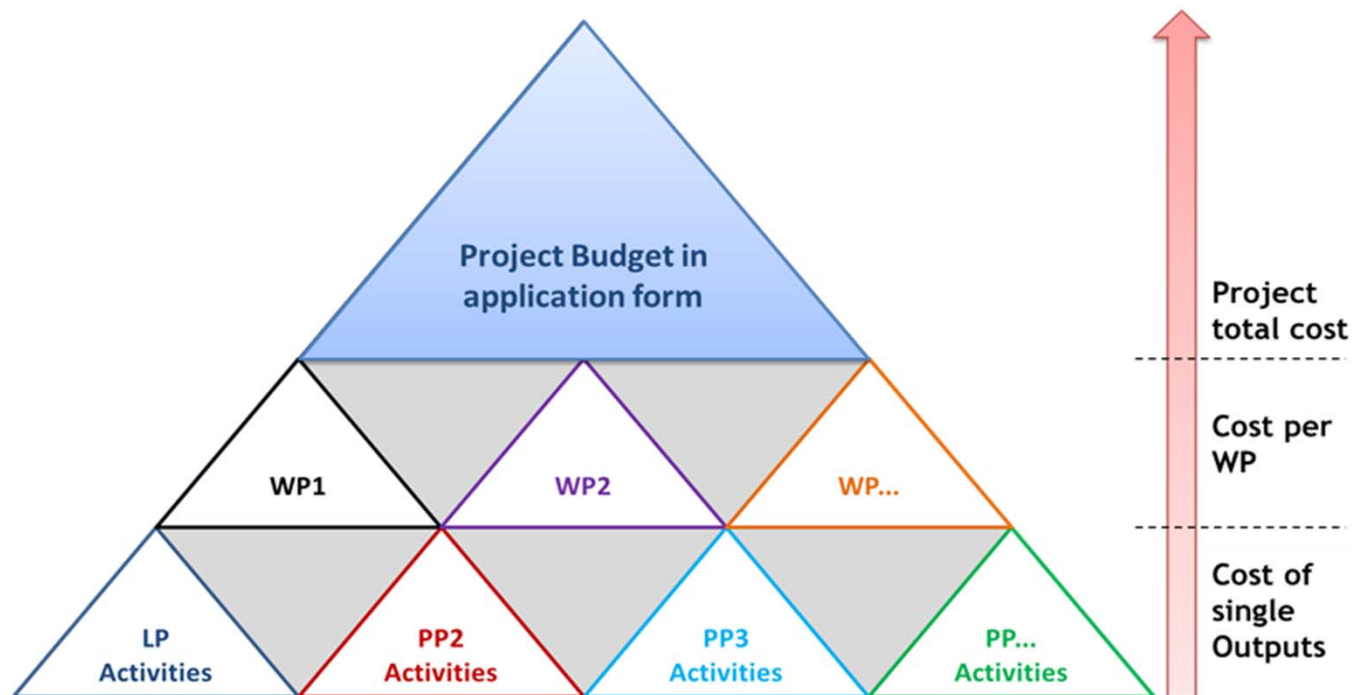 Project Budget in
application form
Project
total cost
WP1
WP2
WP...
Cost per
WP
LP
Activities
PP2
Activities
PP3
Activities
PP...
Activities
Cost of
single
Outputs